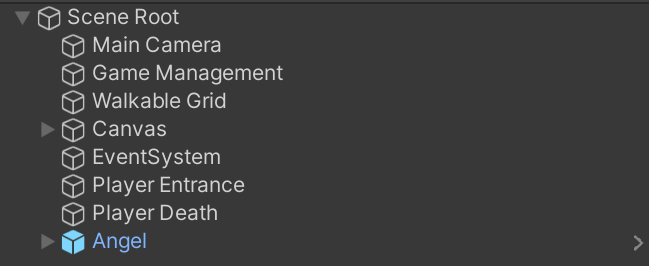 Scene Root
Main Camera
Game Management
Walkable Grid
Canvas
EventSystem
Player Entrance
Player Death
Angel